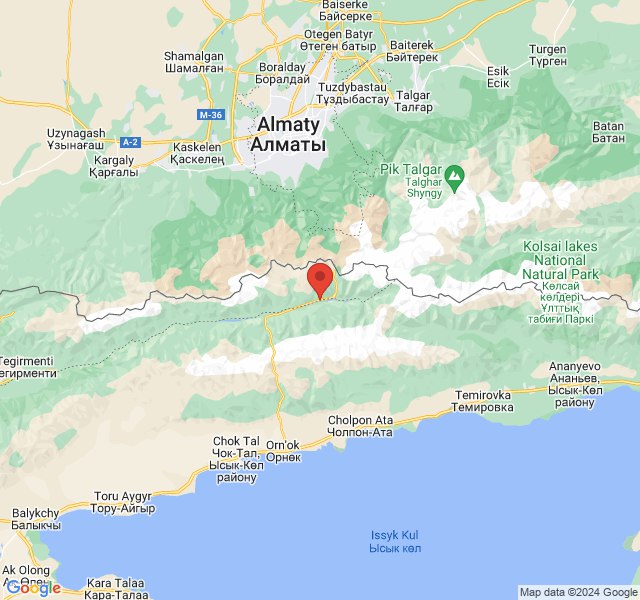 Baiserke
Байсерке
Otegen Batyr
Өтеген батыр
Baiterek
Бәйтерек
Turgen
Түрген
Shamalgan
Шамалған
Boralday
Боралдай
Esik
Есік
Tuzdybastau
Тұздыбастау
Talgar
Талғар
M-36
Uzynagash
Ұзынағаш
A-2
Almaty
Алматы
Batan
Батан
Kaskelen
Қаскелең
Kargaly
Қарғалы
Pik Talgar
Talghar
Shyngy
Kolsai lakes
National
Natural Park
Көлсай
көлдері
Ұлттық
табиғи Паркі
Tegirmenti
егирменти
Ananyevo
Ананьев,
Ысык-Көл
району
Temirovka
Темировка
Cholpon Ata
Чолпон-Ата
Chok Tal
Чок-Тал,
Ысык-Көл
району
Orn'ok
Орнөк
Toru Aygyr
Тору-Айгыр
Balykchy
Балыкчы
Issyk Kul
Ысык көл
Ak Olong
Kara Talaa
Кара-Талаа
Google
Map data ©2024 Google